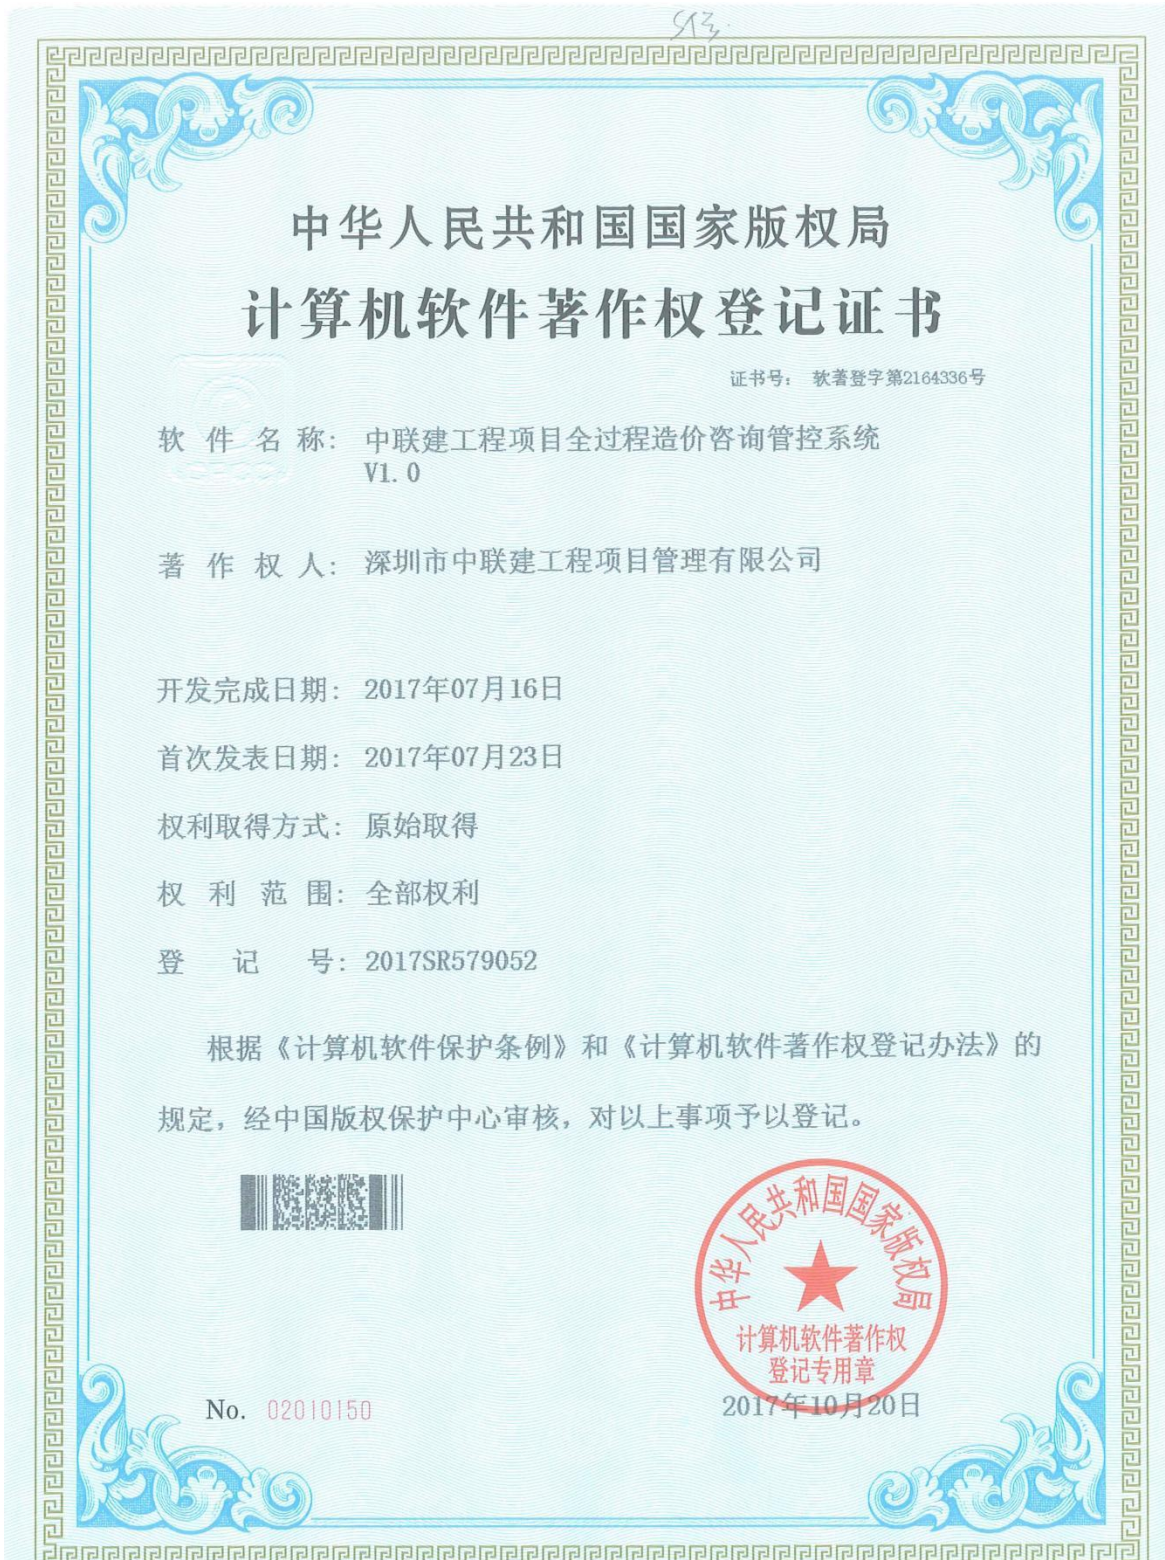 中华人民共和国国家版权局
计算机软件著作权登记证书
证书号： 软著登字第2164336号
软件名称： 中联建工程项目全过程造价咨询管控系统
V1.0
著作权人： 深圳市中联建工程项目管理有限公司
开发完成日期： 2017年07月16日
首次发表日期： 2017年07月23日
权利取得方式： 原始取得
权利范围： 全部权利
登记号： 2017SR579052
根据《计算机软件保护条例》和《计算机软件著作权登记办法》的
规定，经中国版权保护中心审核，对以上事项予以登记。
中华人民共和国国家版权局
计算机软件著作权
登记专用章
No. 02010150
2017年10月20日